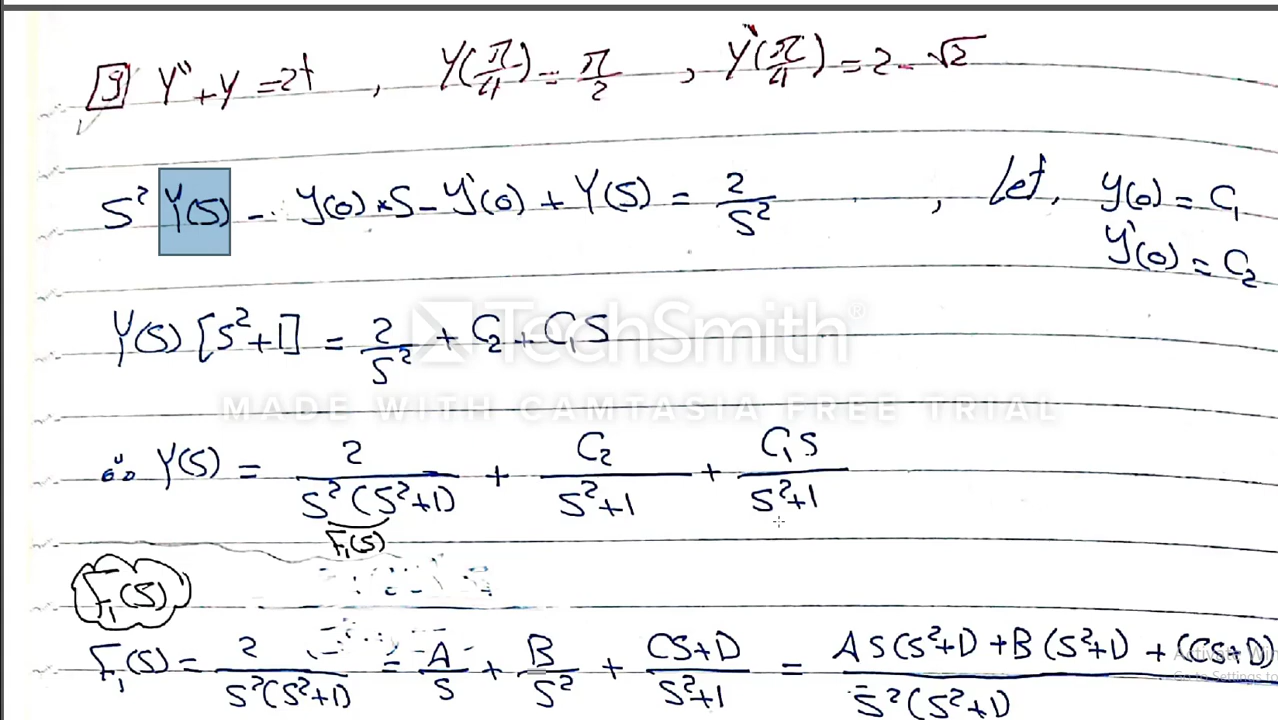 9 Y'' + Y = 2t , Y(π/4) = π/2 , Y'(π/4) = 2 - √2
S² Y(S) - y(0)*S - y'(0) + Y(S) = 2/S² , let, y(0) = C₁
y'(0) = C₂
Y(S) [S²+1] = 2/S² + C₂ + C₁S
TechSmith
MADE WITH CAMTASIA FREE TRIAL
∴ Y(S) = 2/(S²(S²+1)) + C₂/(S²+1) + C₁S/(S²+1)
F₁(S)
F₁(S)
F₁(S) = 2/(S²(S²+1)) = A/S + B/S² + (CS+D)/(S²+1) = (AS(S²+1) + B(S²+1) + (CS+D))/(S²(S²+1))